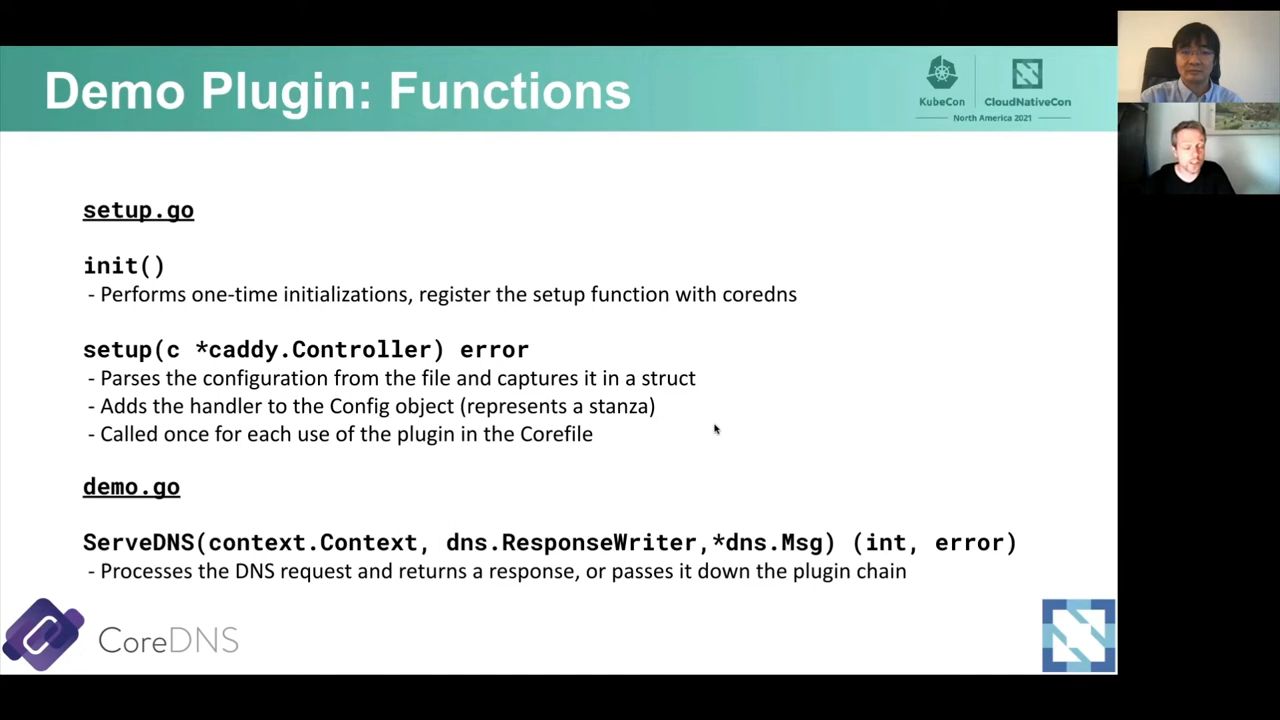 Demo Plugin: Functions
KubeCon
CloudNativeCon
North America 2021
setup.go
init()
- Performs one-time initializations, register the setup function with coredns
setup(c *caddy.Controller) error
- Parses the configuration from the file and captures it in a struct
- Adds the handler to the Config object (represents a stanza)
- Called once for each use of the plugin in the Corefile
demo.go
ServeDNS(context.Context, dns.ResponseWriter,*dns.Msg) (int, error)
- Processes the DNS request and returns a response, or passes it down the plugin chain
CoreDNS